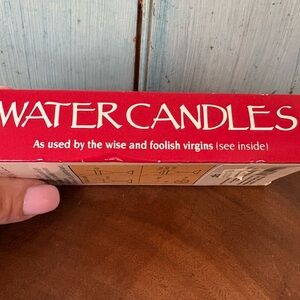 WATER CANDLES
As used by the wise and foolish virgins (see inside)